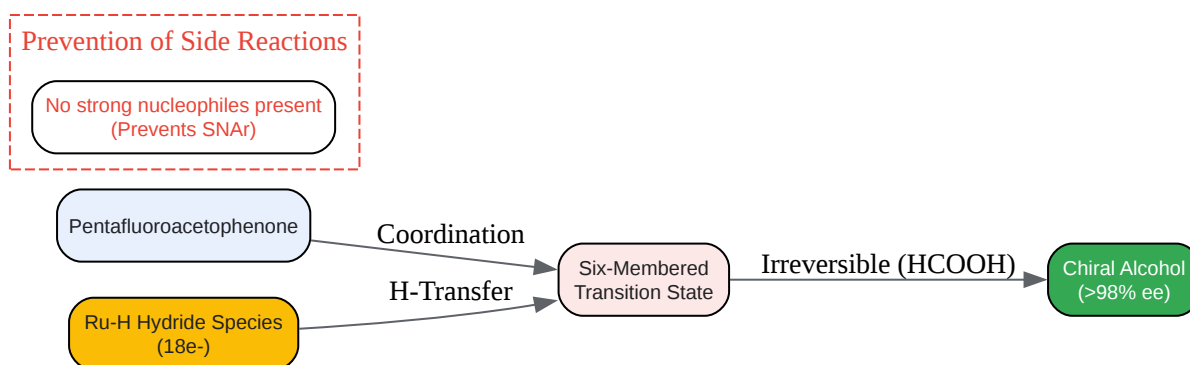 Prevention of Side Reactions
No strong nucleophiles present
(Prevents SNAr)
Pentafluoroacetophenone
Coordination
H-Transfer
Ru-H Hydride Species
(18e-)
Six-Membered
Transition State
Irreversible (HCOOH)
Chiral Alcohol
(>98% ee)